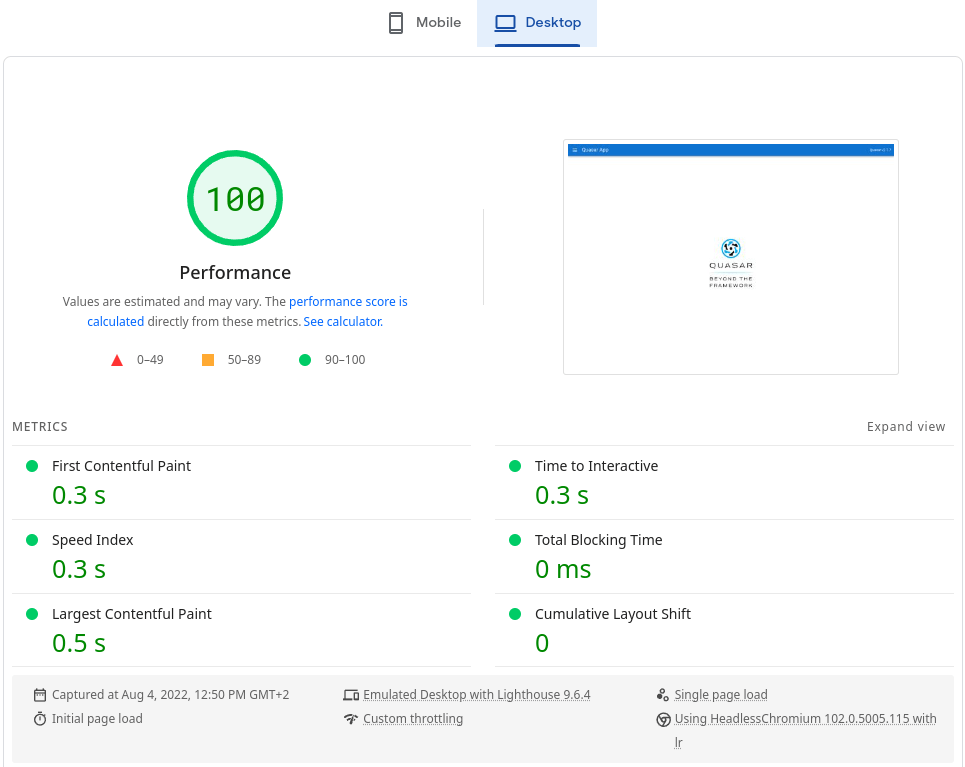 Mobile
Desktop
100
Performance
Values are estimated and may vary. The performance score is
calculated directly from these metrics. See calculator.
0–49
50–89
90–100
Quasar App
QUASAR
BEYOND THE
FRAMEWORK
METRICS
Expand view
First Contentful Paint
0.3 s
Time to Interactive
0.3 s
Speed Index
0.3 s
Total Blocking Time
0 ms
Largest Contentful Paint
0.5 s
Cumulative Layout Shift
0
Captured at Aug 4, 2022, 12:50 PM GMT+2
Emulated Desktop with Lighthouse 9.6.4
Single page load
Initial page load
Custom throttling
Using HeadlessChromium 102.0.5005.115 with
lr